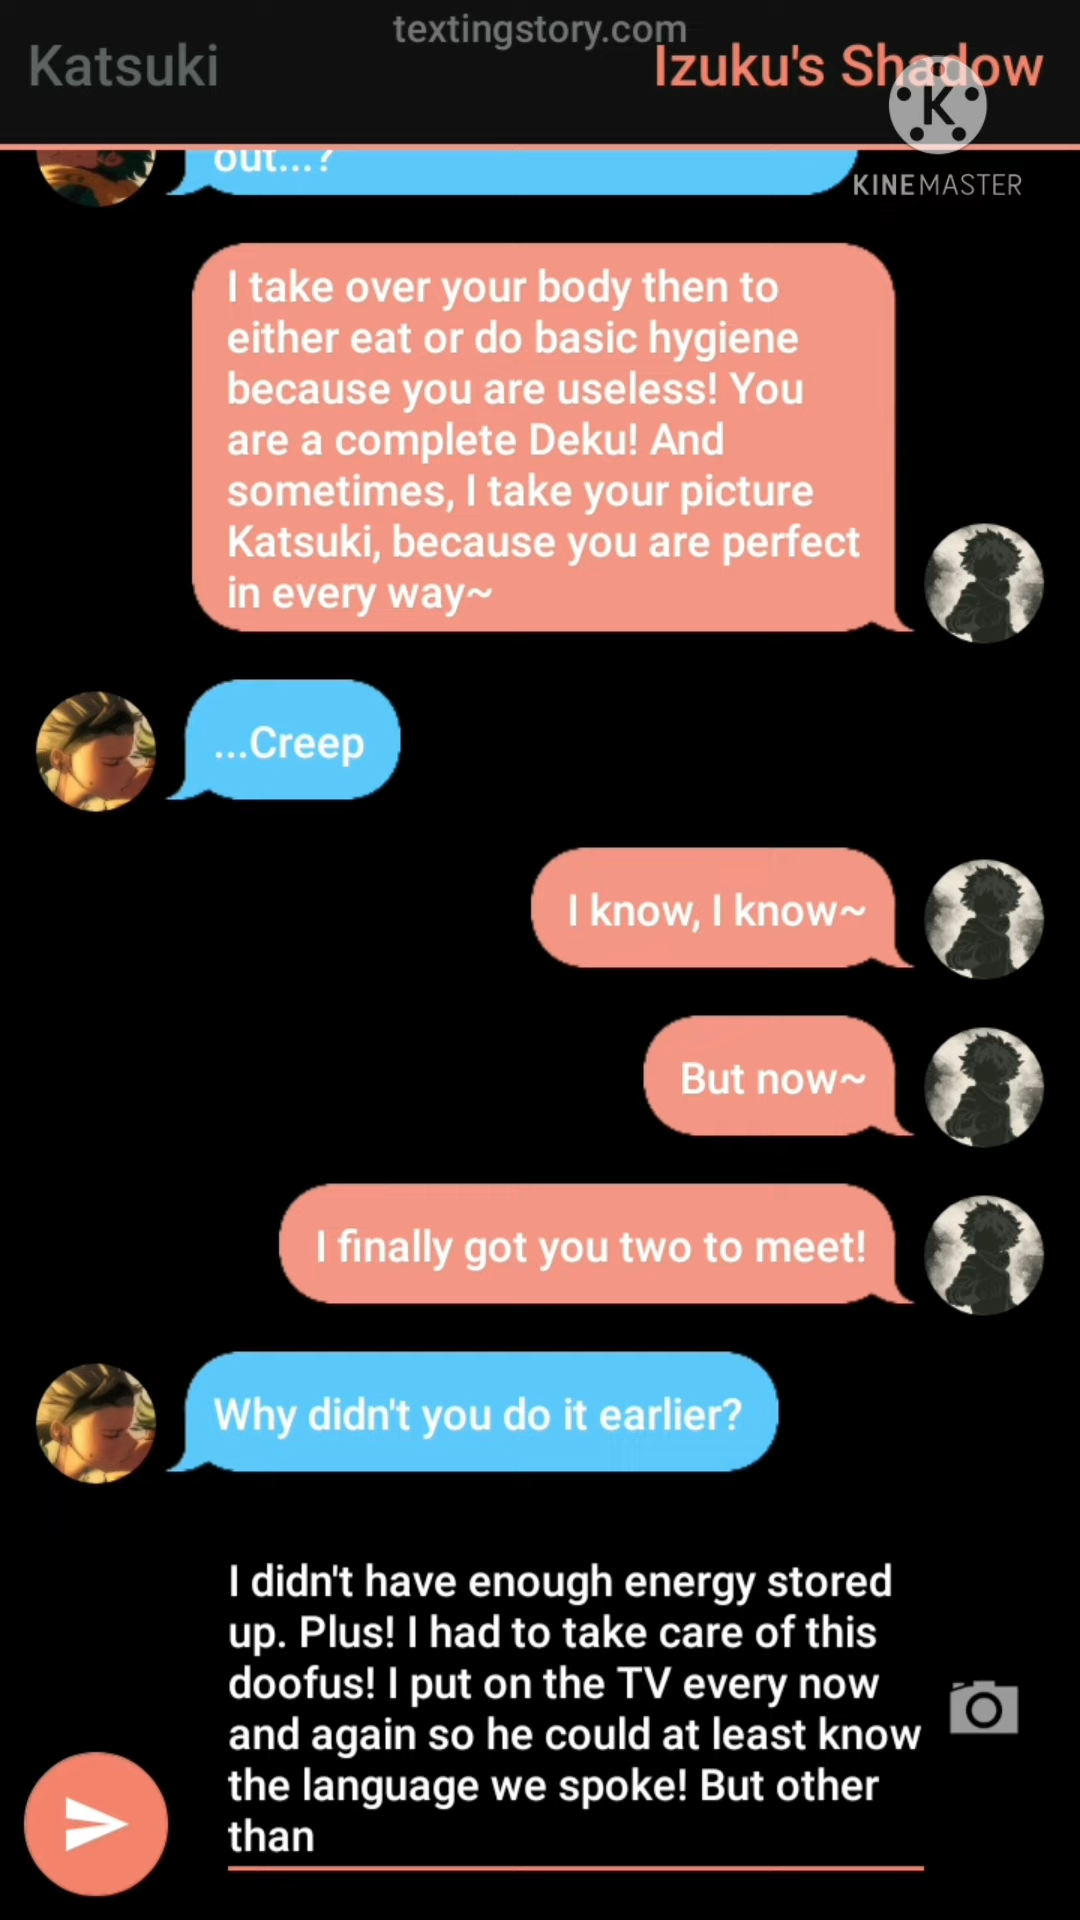 textingstory.com
Katsuki
Izuku's Shadow
K
KINEMASTER
out...?
I take over your body then to
either eat or do basic hygiene
because you are useless! You
are a complete Deku! And
sometimes, I take your picture
Katsuki, because you are perfect
in every way~
...Creep
I know, I know~
But now~
I finally got you two to meet!
Why didn't you do it earlier?
I didn't have enough energy stored
up. Plus! I had to take care of this
doofus! I put on the TV every now
and again so he could at least know
the language we spoke! But other
than